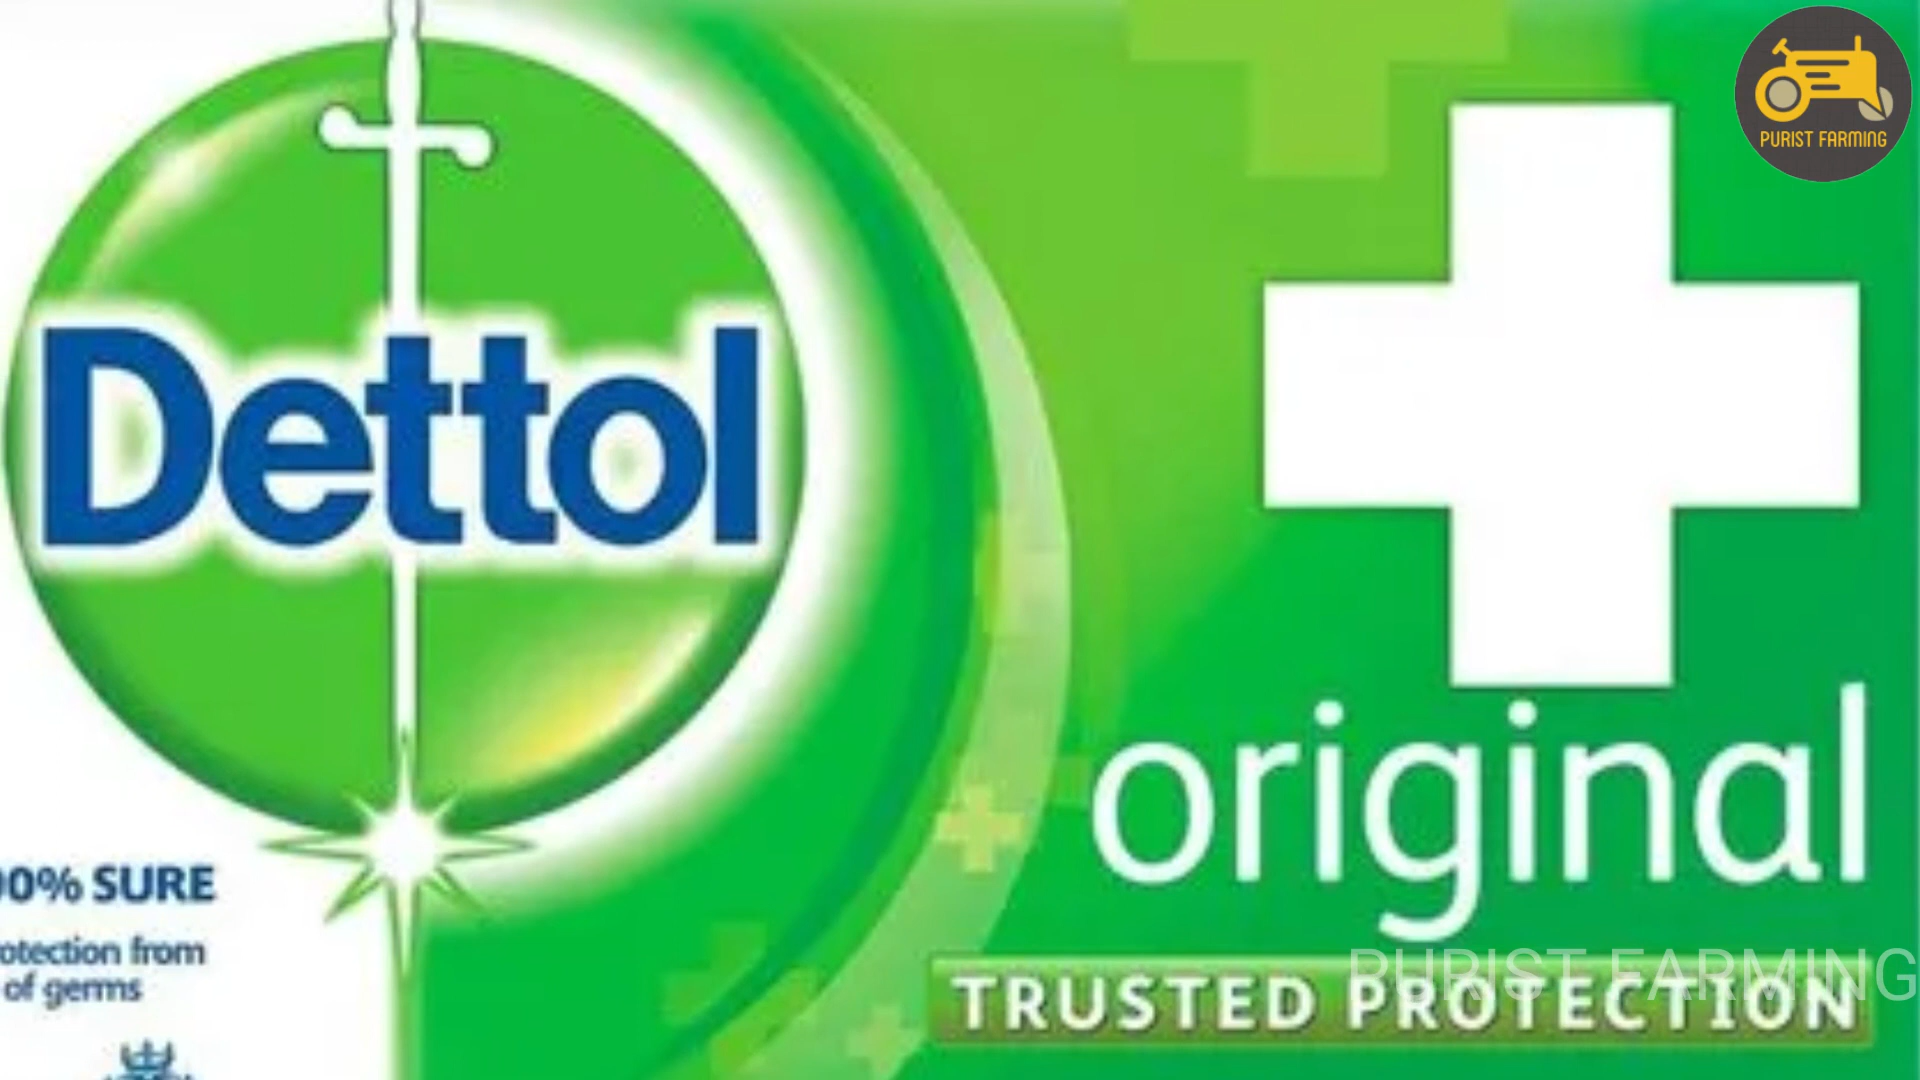 PURIST FARMING
Dettol
original
TRUSTED PROTECTION
PURIST FARMING
00% SURE
otection from
of germs